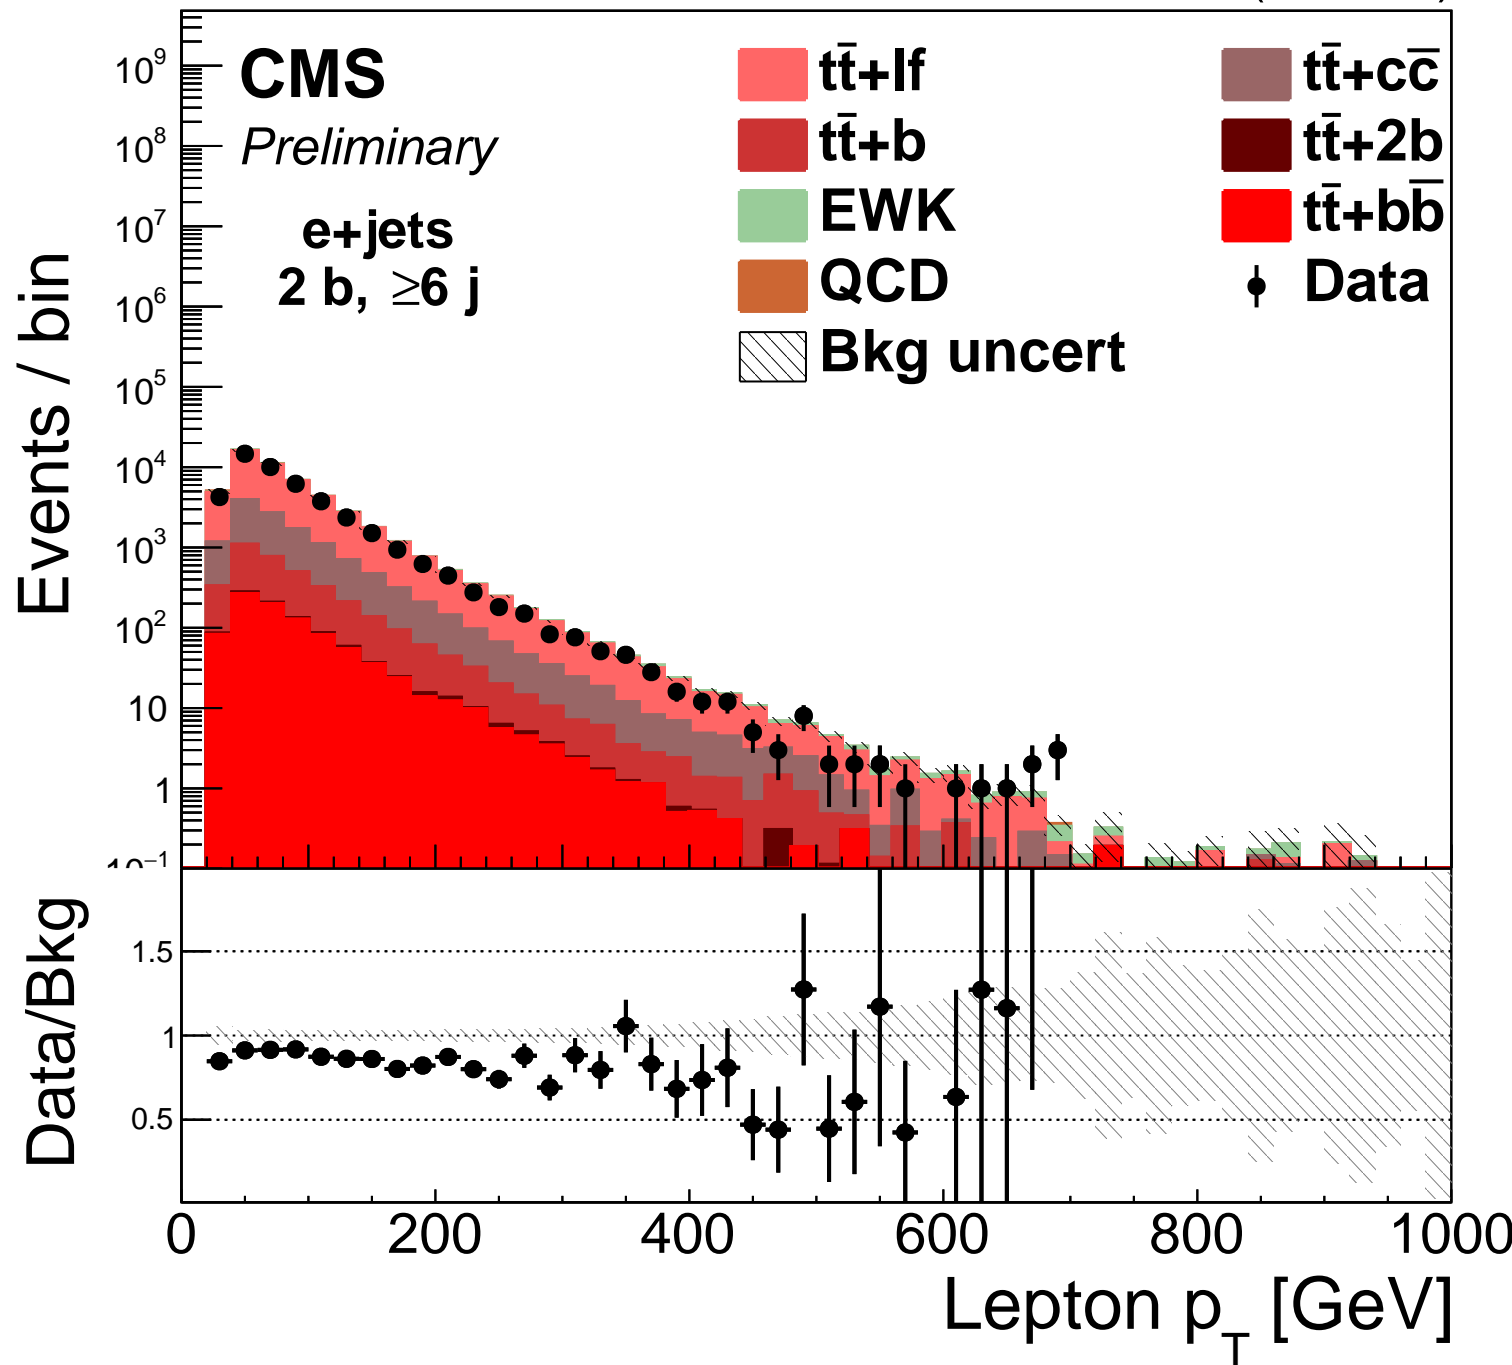 CMS
Preliminary
e+jets
2 b, ≥6 j
tt̄+lf
tt̄+cc̄
tt̄+b
tt̄+2b
EWK
tt̄+bb̄
QCD
Data
Bkg uncert
Events / bin
10⁹
10⁸
10⁷
10⁶
10⁵
10⁴
10³
10²
10
1
10⁻¹
Data/Bkg
1.5
1
0.5
0 200 400 600 800 1000
Lepton p_T [GeV]